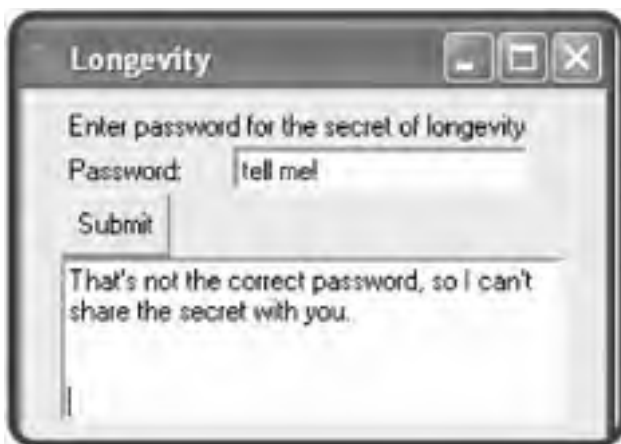 Longevity
Enter password for the secret of longevity
Password: tell me!
Submit
That's not the correct password, so I can't
share the secret with you.